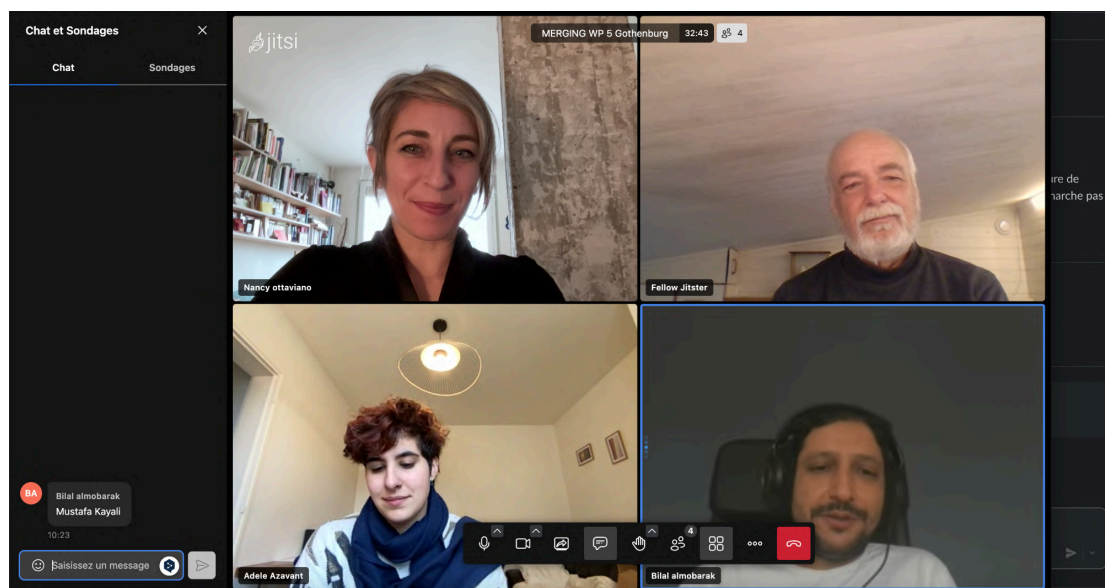 Chat et Sondages
Chat
Sondages
jitsi
MERGING WP 5 Gothenburg 32:43 4
Nancy ottaviano
Fellow Jitster
BA
Bilal almobarak
Mustafa Kayali
10:23
Saisissez un message
Adele Azavant
4
Bilal almobarak
ure de
narche pas